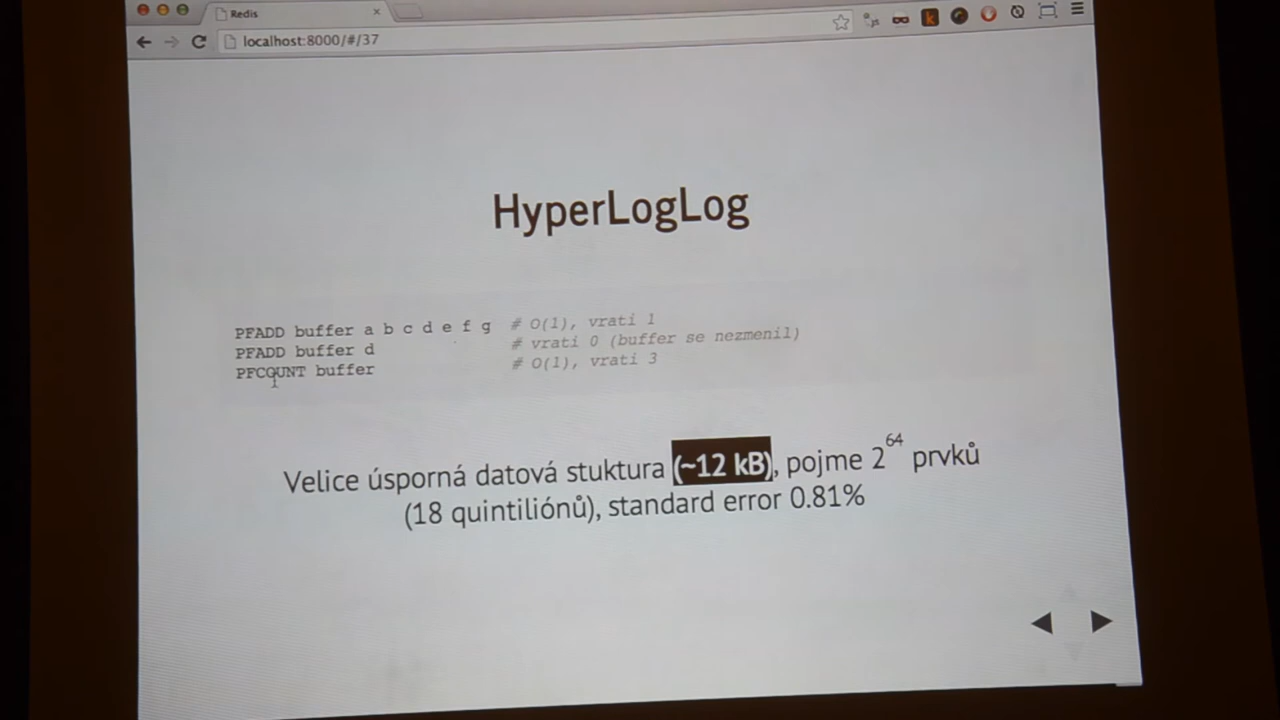 Redis
localhost:8000/#/37
HyperLogLog
PFADD buffer a b c d e f g # O(1), vrati 1
PFADD buffer d # vrati 0 (buffer se nezmenil)
PFCOUNT buffer # O(1), vrati 3
Velice úsporná datová stuktura (~12 kB), pojme 2^64 prvků
(18 quintiliónů), standard error 0.81%